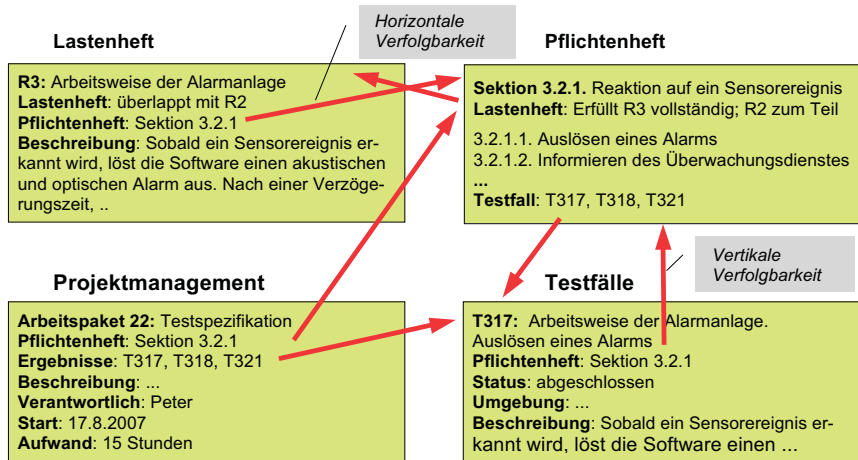 Horizontale
Verfolgbarkeit
Lastenheft
R3: Arbeitsweise der Alarmanlage
Lastenheft: überlappt mit R2
Pflichtenheft: Sektion 3.2.1
Beschreibung: Sobald ein Sensorereignis er-
kannt wird, löst die Software einen akustischen
und optischen Alarm aus. Nach einer Verzöge-
rungszeit, ..
Pflichtenheft
Sektion 3.2.1. Reaktion auf ein Sensorereignis
Lastenheft: Erfüllt R3 vollständig; R2 zum Teil
3.2.1.1. Auslösen eines Alarms
3.2.1.2. Informieren des Überwachungsdienstes
...
Testfall: T317, T318, T321
Vertikale
Verfolgbarkeit
Projektmanagement
Arbeitspaket 22: Testspezifikation
Pflichtenheft: Sektion 3.2.1
Ergebnisse: T317, T318, T321
Beschreibung: ...
Verantwortlich: Peter
Start: 17.8.2007
Aufwand: 15 Stunden
Testfälle
T317: Arbeitsweise der Alarmanlage.
Auslösen eines Alarms
Pflichtenheft: Sektion 3.2.1
Status: abgeschlossen
Umgebung: ...
Beschreibung: Sobald ein Sensorereignis er-
kannt wird, löst die Software einen ...